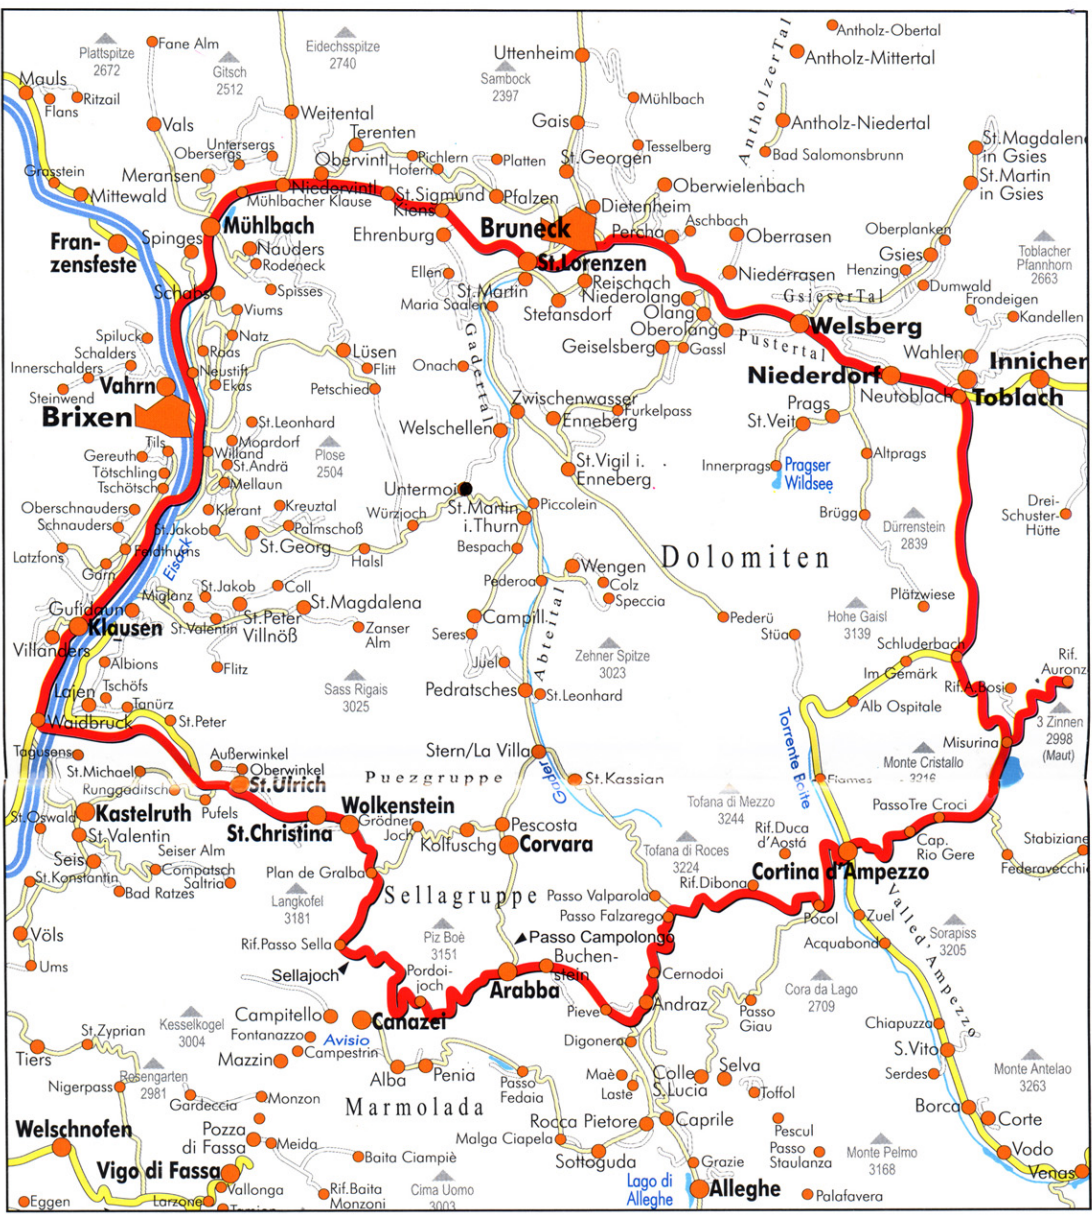 Fane Alm
Plattspitze
2672
Gitsch
2512
Eidechsspitze
2740
Sambock
2397
Uttenheim
Antholz-Obertal
Antholz-Mittertal
AntholzerTal
Mauls
Flans
Ritzail
Vals
Weitental
Mühlbach
Gais
Antholz-Niedertal
Terenten
Tesselberg
Bad Salomonsbrunn
St.Magdalena
in Gsies
St.Martin
in Gsies
Untersergs
Obersergs
Obervintl
Pichlern
Hofern
Platten
St.Georgen
Grasstein
Mittewald
Meransen
Niedervintl
Mühlbacher Klause
St.Sigmund
Kiens
Pfalzen
Oberwielenbach
Dietenheim
Fran-
zensfeste
Spinges
Mühlbach
Nauders
Rodeneck
Ehrenburg
Bruneck
Percha
Aschbach
Oberrasen
Oberplanken
Gsies
Henzing
Toblacher
Pfannhorn
2663
St.Lorenzen
Reischach
Niederolang
Niederrasen
GsieserTal
Dumwald
Frondeigen
Kandellen
Schabs
Spisses
Viums
Ellen
Maria Saalen
St.Martin
Stefansdorf
Olang
Oberolang
Welsberg
Pustertal
Spiluck
Schalders
Innerschalders
Steinwend
Natz
Raas
Neustift
Ekas
Vahrn
Brixen
Lüsen
Flitt
Petschied
Onach
Gadertal
Geiselsberg
Gassl
Wahlen
Innichen
Niederdorf
Neutoblach
Toblach
Zwischenwasser
Enneberg
Furkelpass
Welschellen
St.Vigil i.
Enneberg
Prags
St.Veit
Innerprags
Pragser
Wildsee
Altprags
Brügg
Dürrenstein
2839
Drei-
Schuster-
Hütte
Tils
Gereuth
Tötschling
Tschötsch
St.Leonhard
Moardorf
Willand
St.Andrä
Mellaun
Plose
2504
Klerant
Kreuztal
Palmschoß
Würzjoch
Untermoi
St.Martin
i.Thurn
Piccolein
Oberschnauders
Schnauders
Latzfons
Feldthurns
Garn
Eisack
St.Jakob
St.Georg
Halsl
Bespach
Dolomiten
Pederoa
Wengen
Colz
Speccia
Plätzwiese
Gufidaun
Klausen
Villanders
Miglanz
St.Jakob
Coll
St.Valentin
St.Peter
Villnöß
St.Magdalena
Zanser
Alm
Campill
Seres
Abteital
Pederü
Stüa
Hohe Gaisl
3139
Schluderbach
Im Gemärk
Rif.
Auronz
Albions
Flitz
Juel
Zehner Spitze
3023
Pedratsches
St.Leonhard
Sass Rigais
3025
Rif.A.Bosi
Alb Ospitale
3 Zinnen
2998
(Maut)
Misurina
Lajen
Tschöfs
Tanürz
Waidbruck
St.Peter
Tagusens
Außerwinkel
Oberwinkel
St.Michael
Runggaditsch
St.Ulrich
Pufels
Puezgruppe
Stern/La Villa
Gader
St.Kassian
Torrente Boite
Fiames
Monte Cristallo
3216
PassoTre Croci
Cap.
Rio Gere
St.Oswald
Kastelruth
St.Valentin
Seis
Seiser Alm
Compatsch
Saltria
Bad Ratzes
St.Konstantin
St.Christina
Wolkenstein
Grödner
Joch
Kolfuschg
Pescosta
Corvara
Tofana di Mezzo
3244
Tofana di Roces
3224
Rif.Duca
d'Aostá
Cortina d'Ampezzo
Stabiziane
Federavecchia
Plan de Gralba
Langkofel
3181
Sellagruppe
Passo Valparola
Passo Falzarego
Rif.Dibona
Pocol
Zuel
Acquabond
Valled'Ampezzo
Sorapiss
3205
Völs
Ums
Rif.Passo Sella
Sellajoch
Piz Boè
3151
Pordoi-
joch
Passo Campolongo
Buchen-
stein
Arabba
Cernodoi
Andraz
Pieve
Cora da Lago
2709
Passo
Giau
Kesselkogel
3004
Campitello
Canazei
Fontanazzo
Avisio
Campestrin
Mazzin
Alba
Penia
Passo
Fedaia
Digonera
Chiapuzza
S.Vito
Serdes
Monte Antelao
3263
St.Zyprian
Tiers
Nigerpass
Rosengarten
2981
Gardeccia
Monzon
Marmolada
Maè
Laste
Colle
S.Lucia
Selva
Toffol
Borca
Corte
Vodo
Venas
Welschnofen
Pozza
di Fassa
Meida
Vigo di Fassa
Baita Ciampiè
Malga Ciapela
Rocca Pietore
Caprile
Sottoguda
Pescul
Passo
Staulanza
Monte Pelmo
3168
Eggen
Larzone
Vallonga
Tamion
Rif.Baita
Monzoni
Cima Uomo
3003
Lago di
Alleghe
Grazie
Alleghe
Palafavera